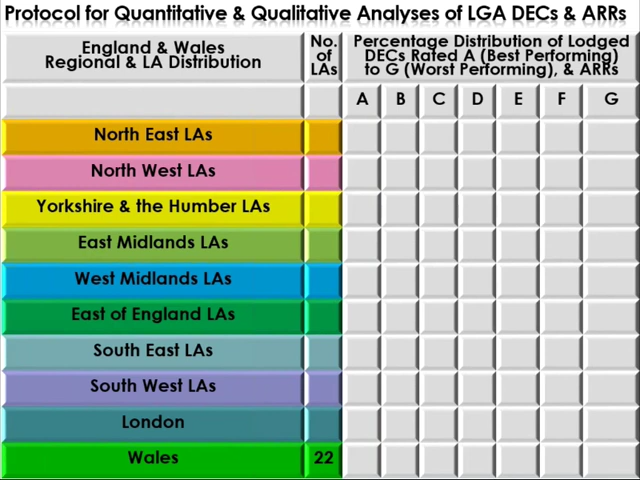 Protocol for Quantitative & Qualitative Analyses of LGA DECs & ARRs
England & Wales
Regional & LA Distribution
No.
of
LAs
Percentage Distribution of Lodged
DECs Rated A (Best Performing)
to G (Worst Performing), & ARRs
A B C D E F G
North East LAs
North West LAs
Yorkshire & the Humber LAs
East Midlands LAs
West Midlands LAs
East of England LAs
South East LAs
South West LAs
London
Wales 22